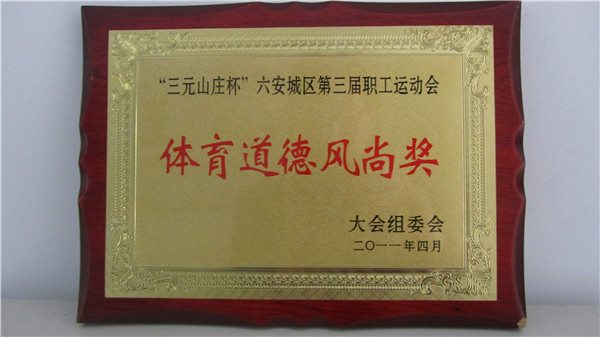 “三元山庄杯”六安城区第三届职工运动会
体育道德风尚奖
大会组委会
二〇一一年四月